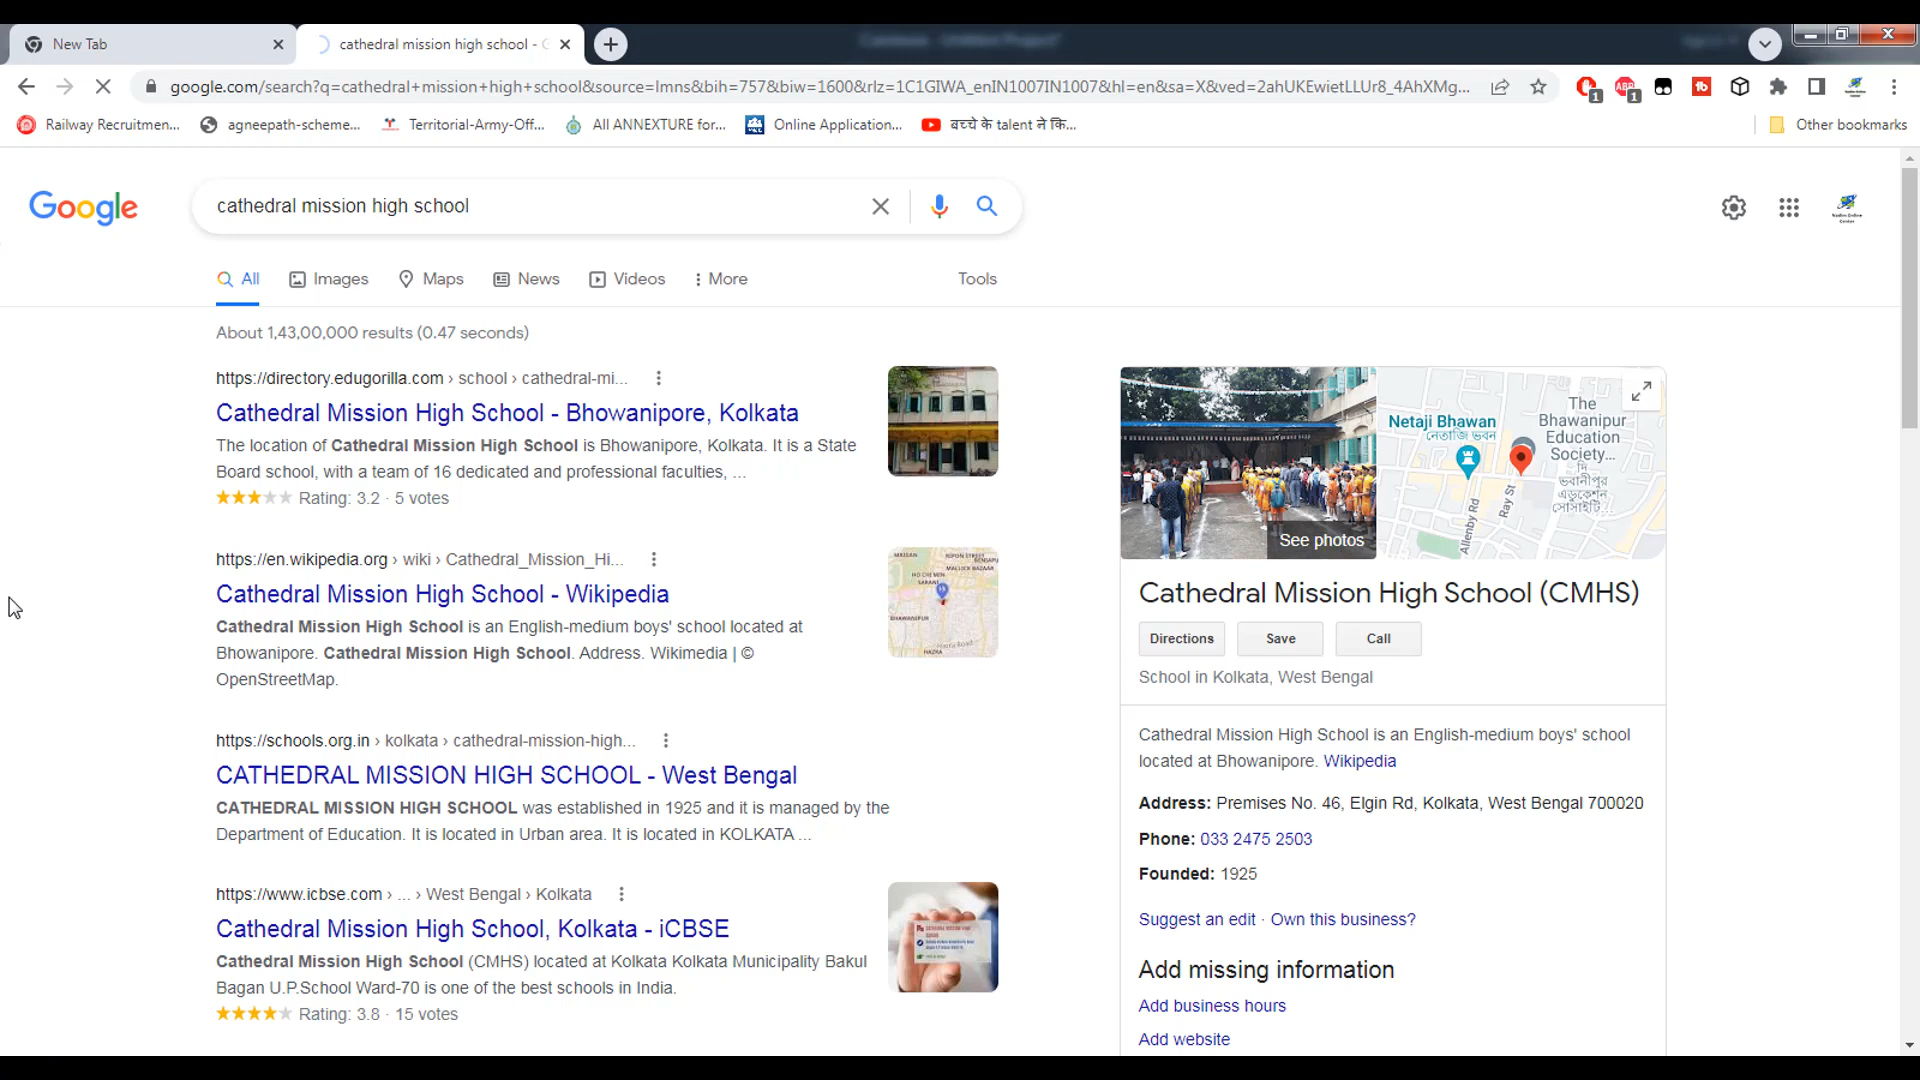 New Tab
cathedral mission high school - G
google.com/search?q=cathedral+mission+high+school&source=lmns&bih=757&biw=1600&rlz=1C1GIWA_enIN1007IN1007&hl=en&sa=X&ved=2ahUKEwietLLUr8_4AhXMg...
Railway Recruitmen...
agneepath-scheme...
Territorial-Army-Off...
All ANNEXTURE for...
Online Application...
बच्चे के talent ने कि...
Other bookmarks
Google
cathedral mission high school
All
Images
Maps
News
Videos
More
Tools
About 1,43,00,000 results (0.47 seconds)
https://directory.edugorilla.com › school › cathedral-mi...
Cathedral Mission High School - Bhowanipore, Kolkata
The location of Cathedral Mission High School is Bhowanipore, Kolkata. It is a State
Board school, with a team of 16 dedicated and professional faculties, ...
Rating: 3.2 · 5 votes
https://en.wikipedia.org › wiki › Cathedral_Mission_Hi...
Cathedral Mission High School - Wikipedia
Cathedral Mission High School is an English-medium boys' school located at
Bhowanipore. Cathedral Mission High School. Address. Wikimedia | ©
OpenStreetMap.
https://schools.org.in › kolkata › cathedral-mission-high...
CATHEDRAL MISSION HIGH SCHOOL - West Bengal
CATHEDRAL MISSION HIGH SCHOOL was established in 1925 and it is managed by the
Department of Education. It is located in Urban area. It is located in KOLKATA ...
https://www.icbse.com › ... › West Bengal › Kolkata
Cathedral Mission High School, Kolkata - iCBSE
Cathedral Mission High School (CMHS) located at Kolkata Kolkata Municipality Bakul
Bagan U.P.School Ward-70 is one of the best schools in India.
Rating: 3.8 · 15 votes
See photos
Netaji Bhawan
নেতাজি ভবন
The
Bhawanipur
Education
Society...
দি
ভবানীপুর
এডুকেশন
সোসাইটি...
Allenby Rd
Ray St
Cathedral Mission High School (CMHS)
Directions
Save
Call
School in Kolkata, West Bengal
Cathedral Mission High School is an English-medium boys' school
located at Bhowanipore. Wikipedia
Address: Premises No. 46, Elgin Rd, Kolkata, West Bengal 700020
Phone: 033 2475 2503
Founded: 1925
Suggest an edit · Own this business?
Add missing information
Add business hours
Add website